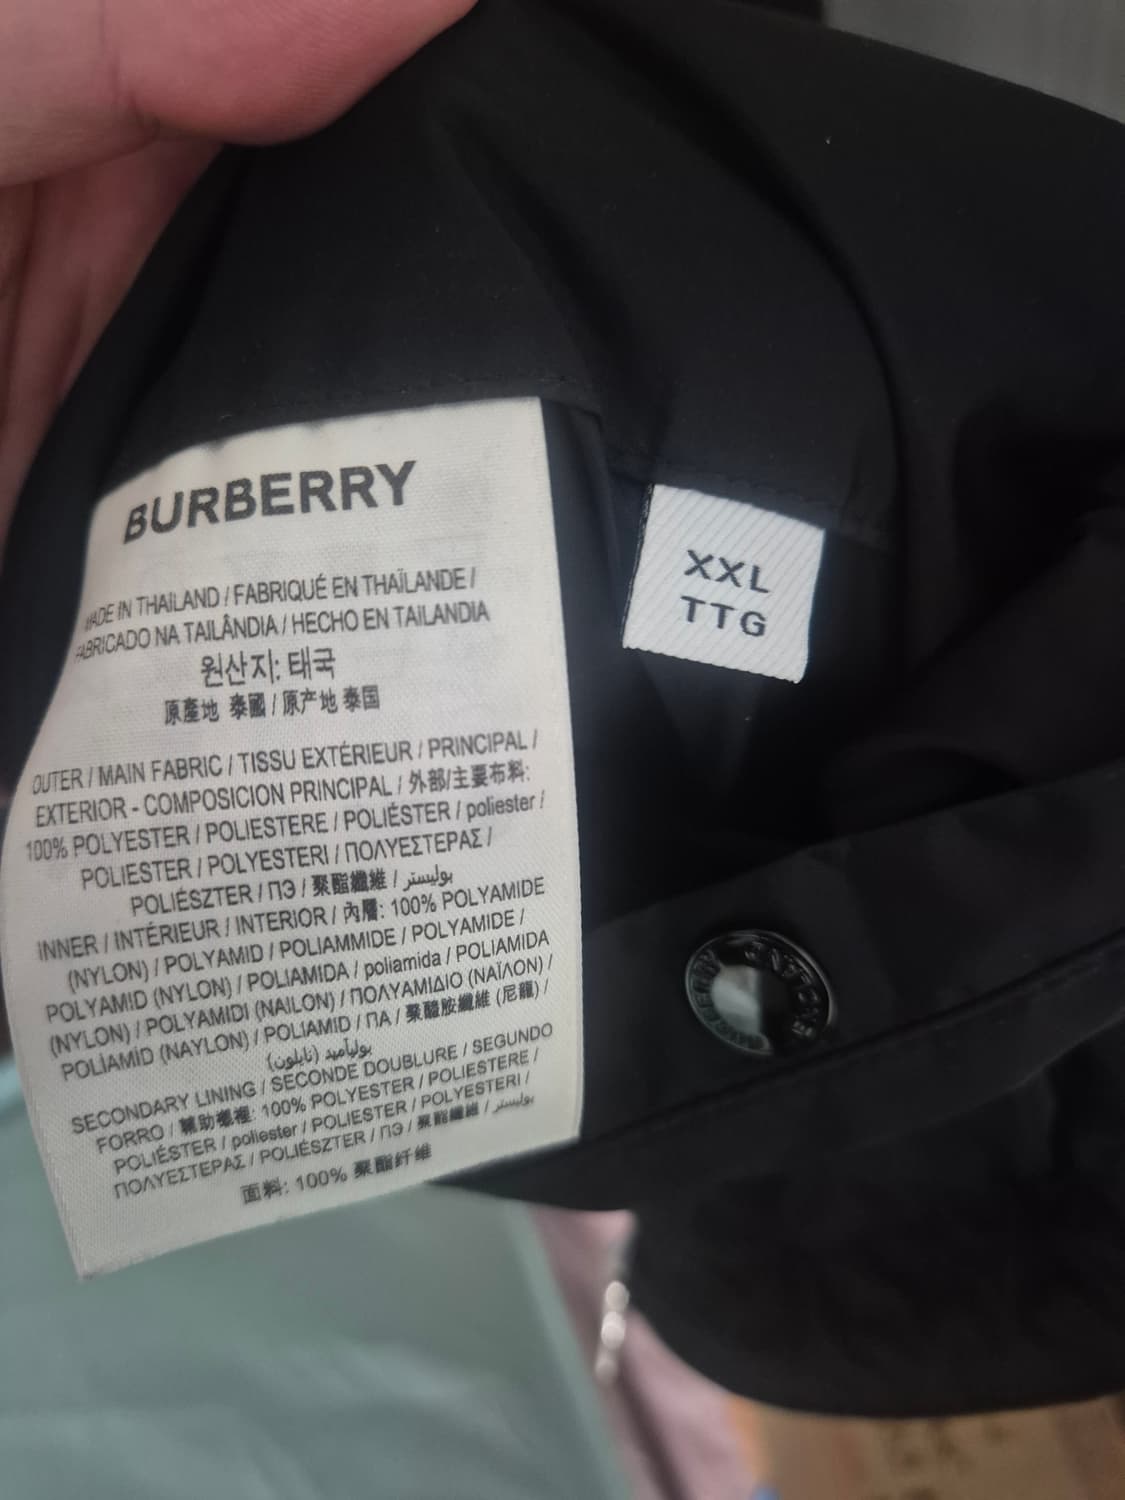 BURBERRY
MADE IN THAILAND / FABRIQUÉ EN THAÏLANDE /
FABRICADO NA TAILÂNDIA / HECHO EN TAILANDIA
원산지: 태국
原產地 泰國 / 原产地 泰国
OUTER / MAIN FABRIC / TISSU EXTÉRIEUR / PRINCIPAL /
EXTERIOR - COMPOSICION PRINCIPAL / 外部/主要布料:
100% POLYESTER / POLIESTERE / POLIÉSTER / poliester /
POLIESTER / POLYESTERI / ΠΟΛΥΕΣΤΕΡΑΣ /
POLIÉSZTER / ПЭ / 聚酯纖維 / بوليستر
INNER / INTÉRIEUR / INTERIOR / 內層: 100% POLYAMIDE
(NYLON) / POLYAMID / POLIAMMIDE / POLYAMIDE /
POLYAMID (NYLON) / POLIAMIDA / poliamida / POLIAMIDA
(NYLON) / POLYAMIDI (NAILON) / ΠΟΛΥΑΜΙΔΙΟ (ΝΑΪΛΟΝ) /
POLİAMİD (NAYLON) / POLIAMID / ПА / 聚醯胺纖維 (尼龍) /
بولیآمید (نایلون)
SECONDARY LINING / SECONDE DOUBLURE / SEGUNDO
FORRO / 輔助襯裡: 100% POLYESTER / POLIESTERE /
POLIÉSTER / poliester / POLIESTER / POLYESTERI /
ΠΟΛΥΕΣΤΕΡΑΣ / POLIÉSZTER / ПЭ / 聚酯纖維 / بوليستر
面料: 100% 聚酯纤维
XXL
TTG
BURBERRY